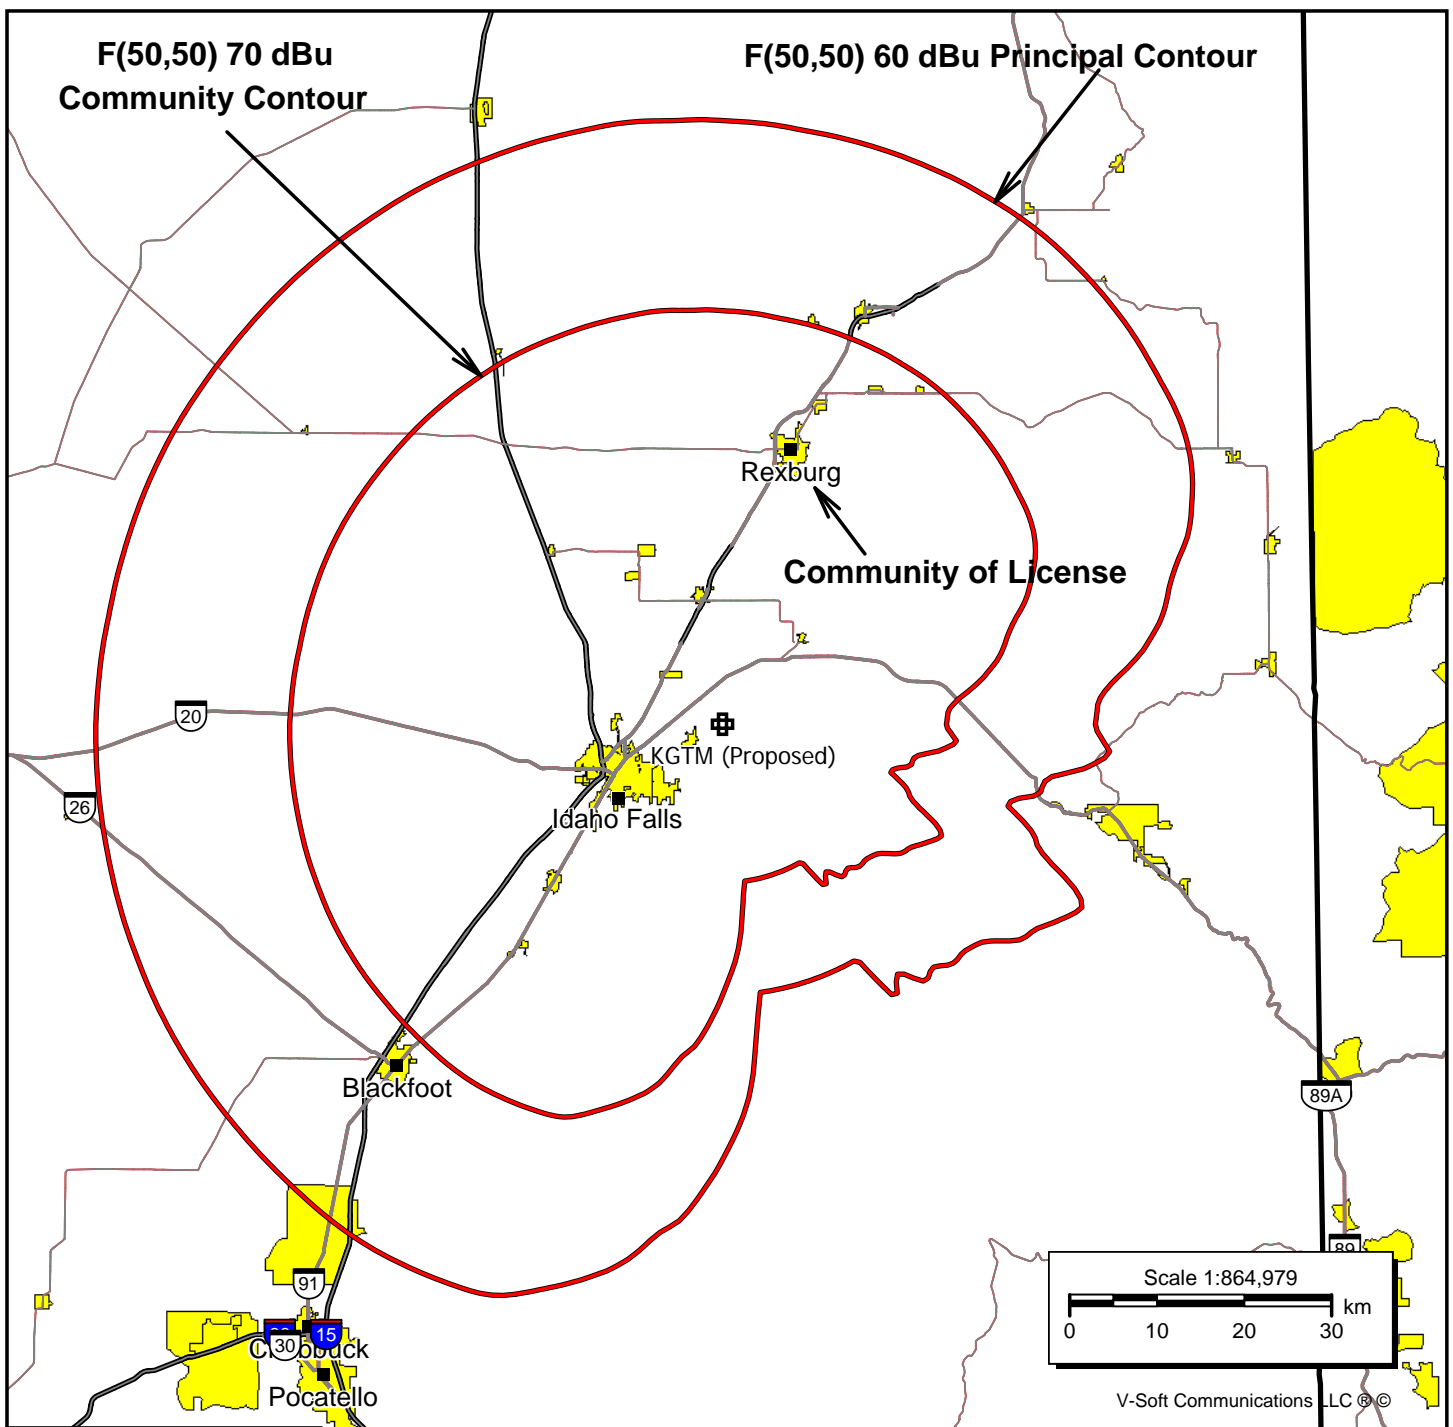 F(50,50) 70 dBu
Community Contour
F(50,50) 60 dBu Principal Contour
Rexburg
Community of License
20
KGTM (Proposed)
26
Idaho Falls
Blackfoot
89A
89
91
15
30
Pocatello
Scale 1:864,979
km
0 10 20 30
V-Soft Communications LLC ® ©